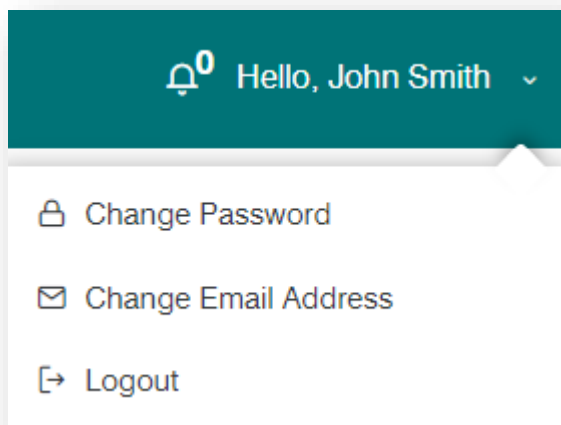 0 Hello, John Smith
Change Password
Change Email Address
Logout